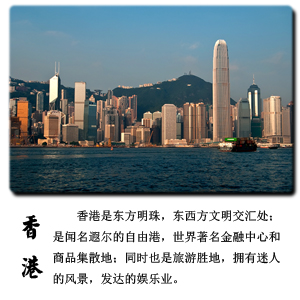 香港
香港是东方明珠，东西方文明交汇处；
是闻名遐尔的自由港，世界著名金融中心和
商品集散地；同时也是旅游胜地，拥有迷人
的风景，发达的娱乐业。